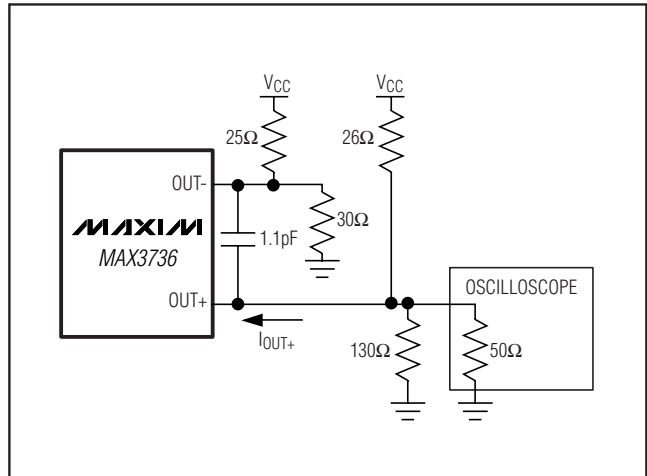 VCC VCC
25Ω 26Ω
OUT-
MAXIM
MAX3736
1.1pF
30Ω
OUT+
IOUT+
OSCILLOSCOPE
130Ω
50Ω